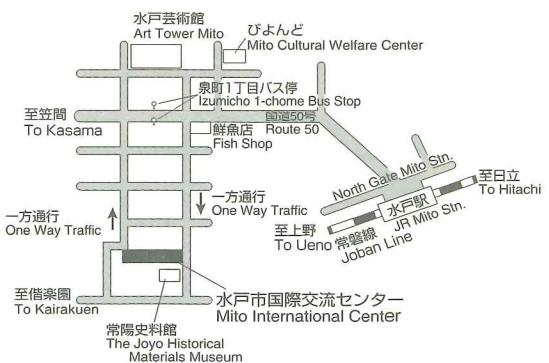 水戸芸術館
Art Tower Mito
びよんど
Mito Cultural Welfare Center
泉町1丁目バス停
Izumicho 1-chome Bus Stop
至笠間
To Kasama
国道50号
Route 50
鮮魚店
Fish Shop
North Gate Mito Stn.
至日立
To Hitachi
水戸駅
JR Mito Stn.
一方通行
One Way Traffic
一方通行
One Way Traffic
至上野
To Ueno
常磐線
Joban Line
至偕楽園
To Kairakuen
水戸市国際交流センター
Mito International Center
常陽史料館
The Joyo Historical
Materials Museum